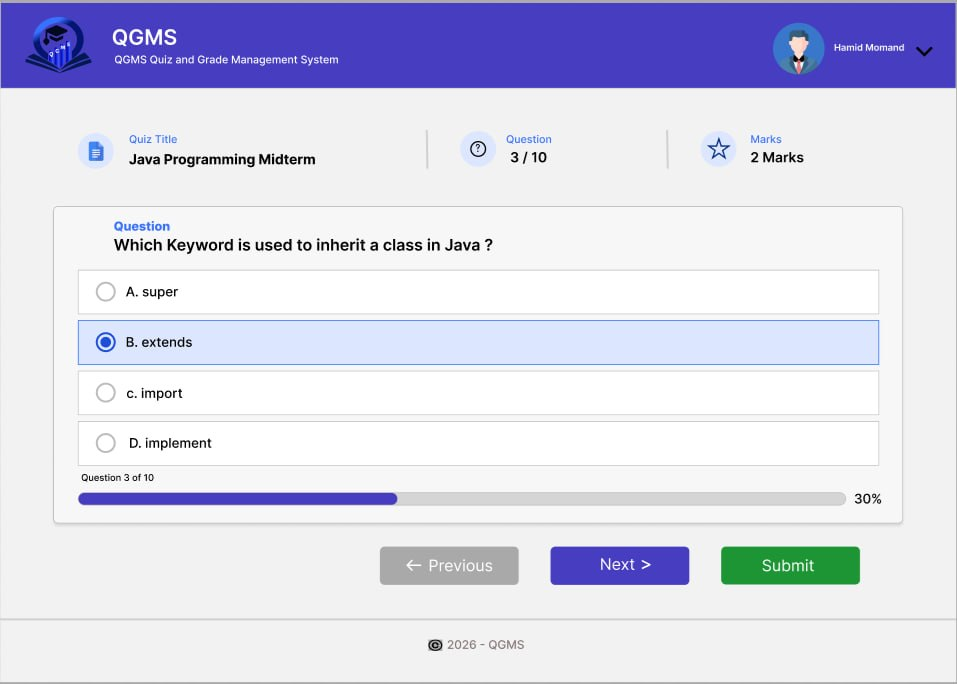 QGMS
QGMS
QGMS Quiz and Grade Management System
Hamid Momand
Quiz Title
Java Programming Midterm
Question
3 / 10
Marks
2 Marks
Question
Which Keyword is used to inherit a class in Java ?
A. super
B. extends
c. import
D. implement
Question 3 of 10
30%
← Previous
Next >
Submit
© 2026 - QGMS